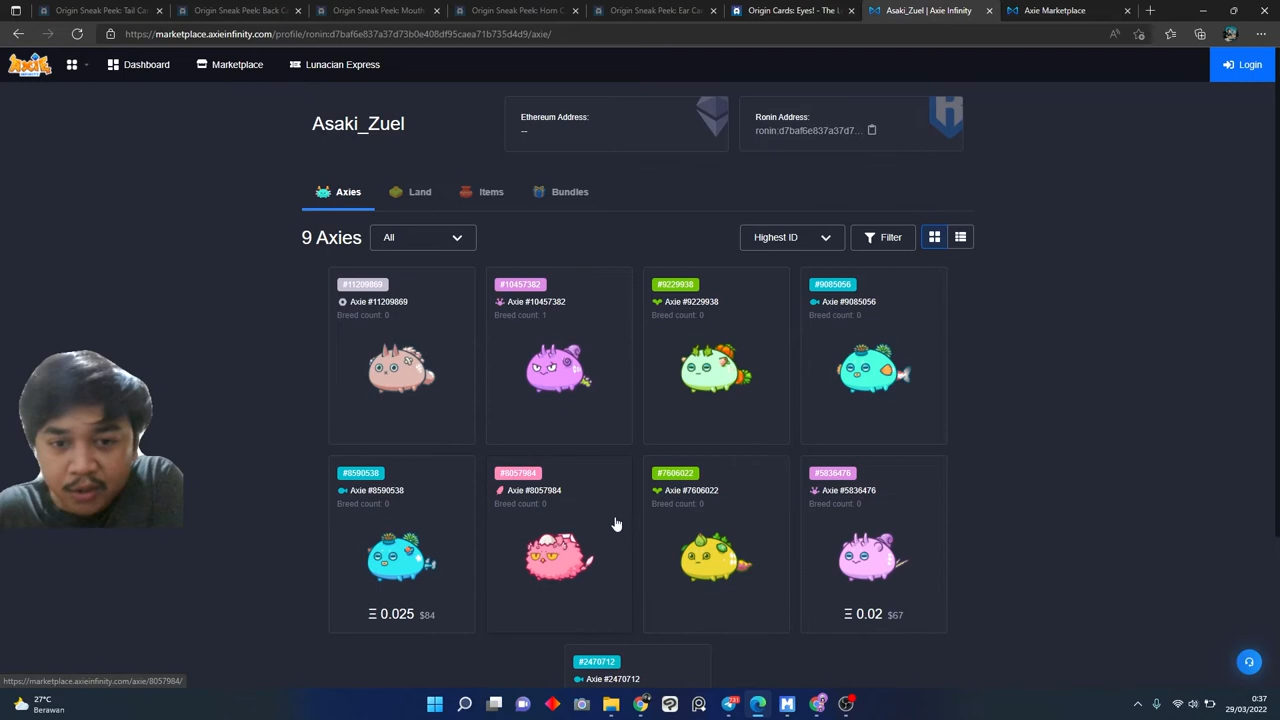 Origin Sneak Peek: Tail Ca
Origin Sneak Peek: Back C
Origin Sneak Peek: Mouth
Origin Sneak Peek: Horn C
Origin Sneak Peek: Ear Ca
Origin Cards: Eyes! - The L
Asaki_Zuel | Axie Infinity
Axie Marketplace
https://marketplace.axieinfinity.com/profile/ronin:d7baf6e837a37d73b0e408df95caea71b735d4d9/axie/
Dashboard
Marketplace
Lunacian Express
Login
Asaki_Zuel
Ethereum Address:
--
Ronin Address:
ronin:d7baf6e837a37d7...
Axies
Land
Items
Bundles
9 Axies
All
Highest ID
Filter
#11209869
Axie #11209869
Breed count: 0
#10457382
Axie #10457382
Breed count: 1
#9229938
Axie #9229938
Breed count: 0
#9085056
Axie #9085056
Breed count: 0
#8590538
Axie #8590538
Breed count: 0
Ξ 0.025 $84
#8057984
Axie #8057984
Breed count: 0
#7606022
Axie #7606022
Breed count: 0
#5836476
Axie #5836476
Breed count: 0
Ξ 0.02 $67
#2470712
Axie #2470712
https://marketplace.axieinfinity.com/axie/8057984/
27°C
Berawan
0:37
29/03/2022